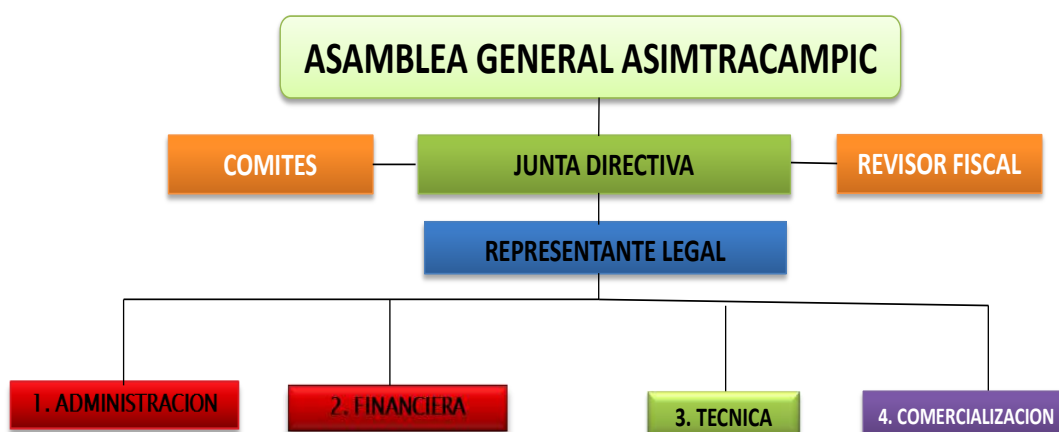 ASAMBLEA GENERAL ASIMTRACAMPIC
COMITES
JUNTA DIRECTIVA
REVISOR FISCAL
REPRESENTANTE LEGAL
1. ADMINISTRACION
2. FINANCIERA
3. TECNICA
4. COMERCIALIZACION